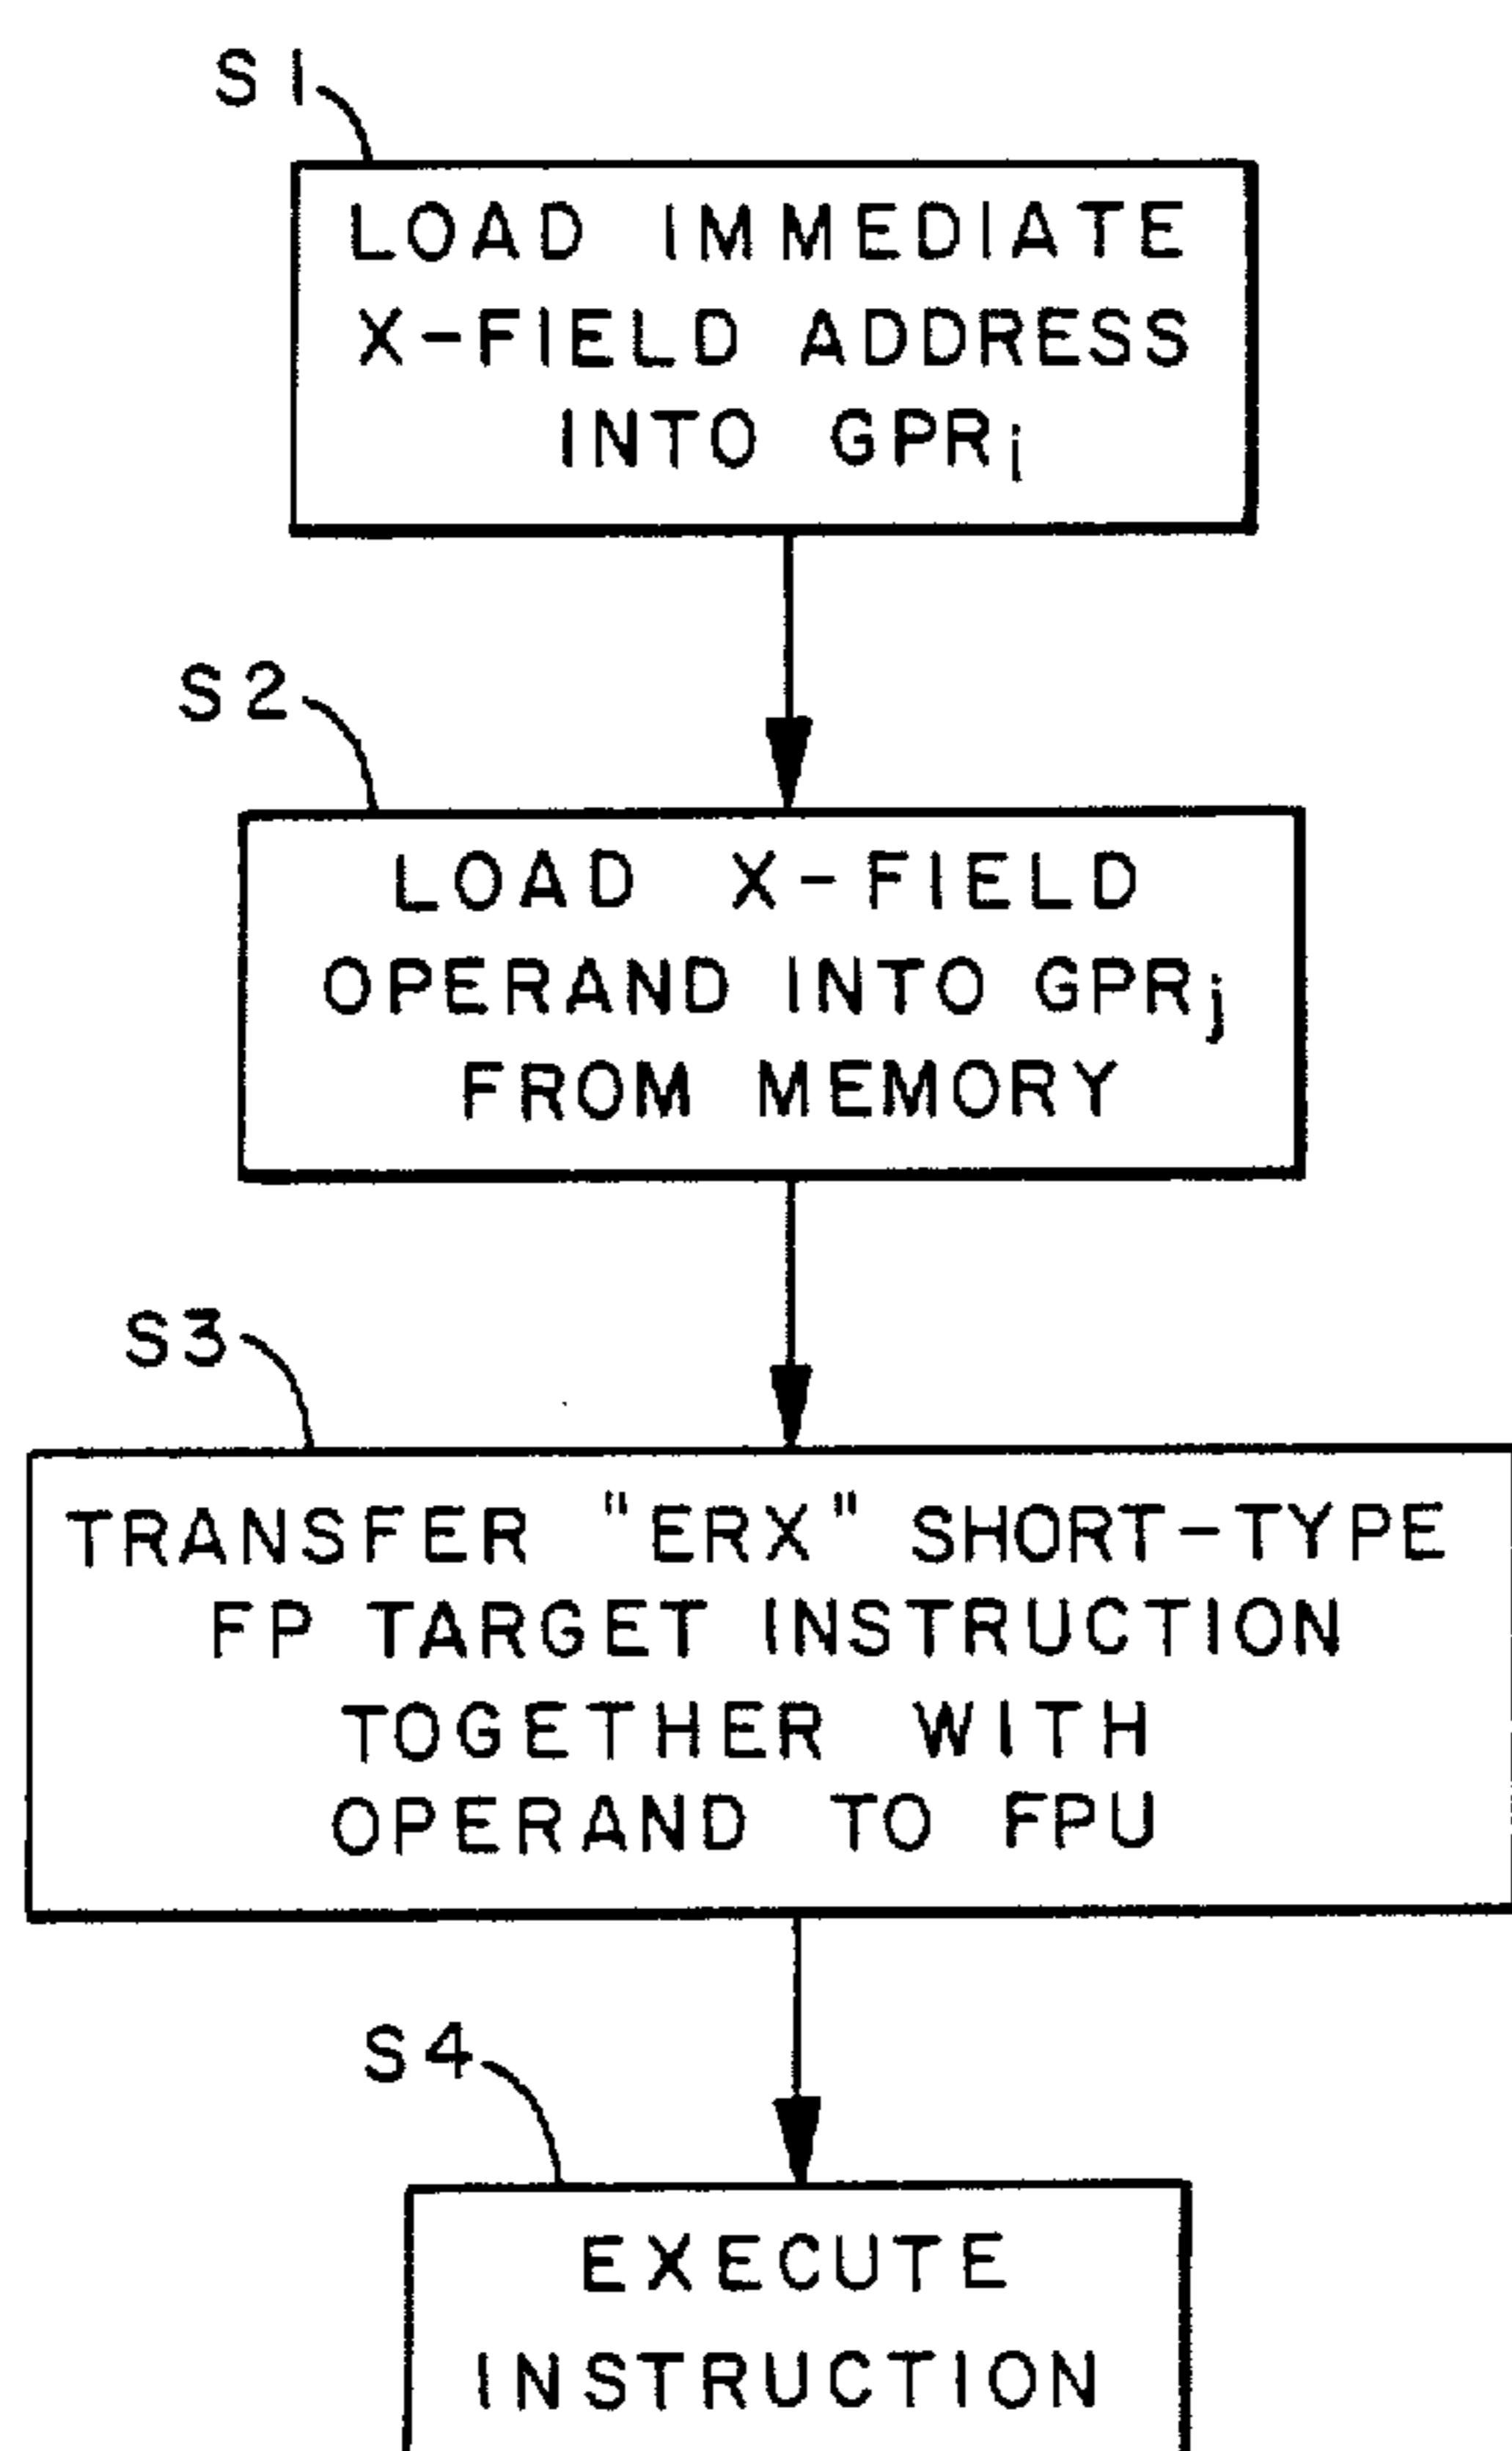 S1
LOAD IMMEDIATE
X-FIELD ADDRESS
INTO GPRi
S2
LOAD X-FIELD
OPERAND INTO GPRj
FROM MEMORY
S3
TRANSFER "ERX" SHORT-TYPE
FP TARGET INSTRUCTION
TOGETHER WITH
OPERAND TO FPU
S4
EXECUTE
INSTRUCTION